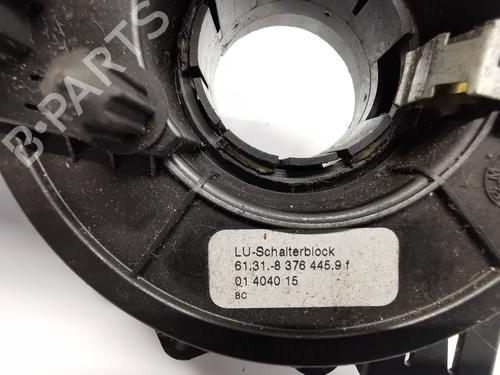 B-PARTS
LU-Schalterblock
61.31.-8 376 445.9 f
01 4040 15
BC